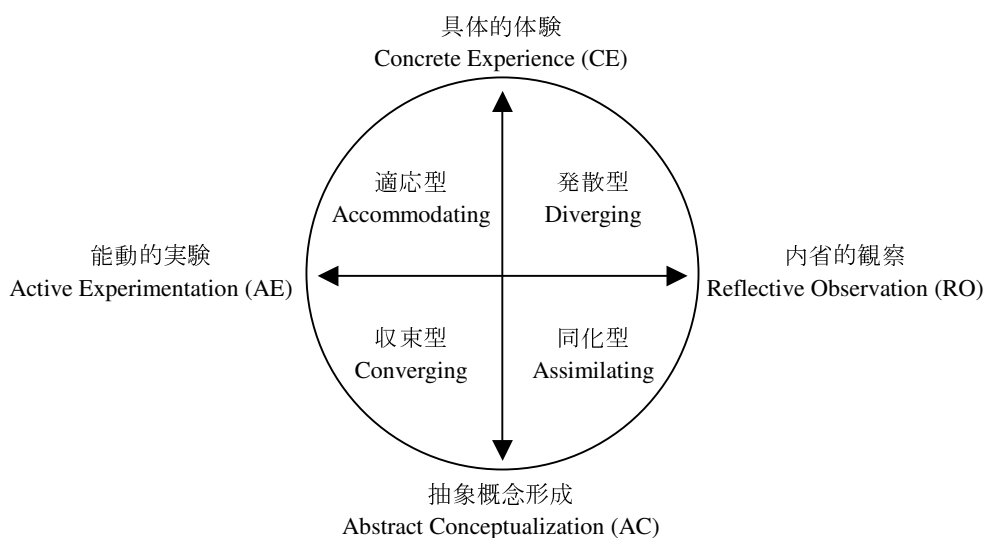 具体的体験
Concrete Experience (CE)
適応型
Accommodating
発散型
Diverging
能動的実験
Active Experimentation (AE)
内省的観察
Reflective Observation (RO)
収束型
Converging
同化型
Assimilating
抽象概念形成
Abstract Conceptualization (AC)